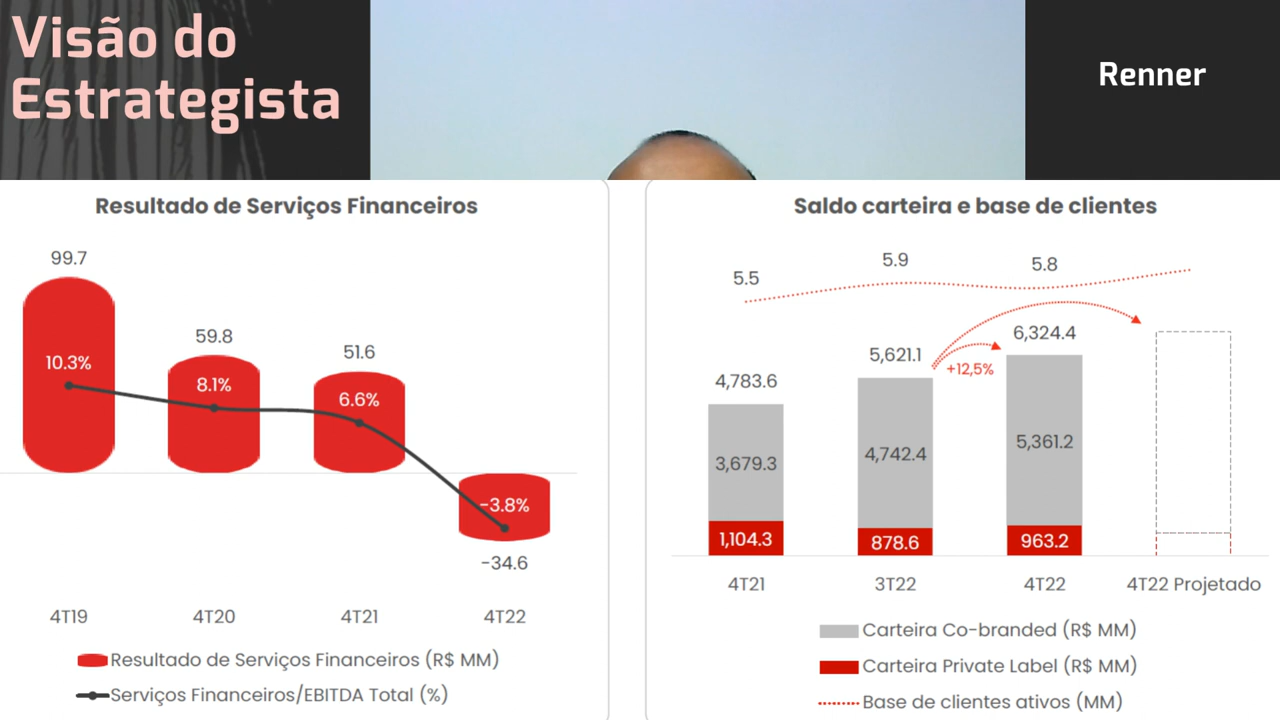 Visão do
Estrategista
Renner
Resultado de Serviços Financeiros
99.7
59.8
51.6
10.3%
8.1%
6.6%
-3.8%
-34.6
4T19
4T20
4T21
4T22
Resultado de Serviços Financeiros (R$ MM)
Serviços Financeiros/EBITDA Total (%)
Saldo carteira e base de clientes
5.5
5.9
5.8
4,783.6
5,621.1
+12,5%
6,324.4
3,679.3
4,742.4
5,361.2
1,104.3
878.6
963.2
4T21
3T22
4T22
4T22 Projetado
Carteira Co-branded (R$ MM)
Carteira Private Label (R$ MM)
Base de clientes ativos (MM)